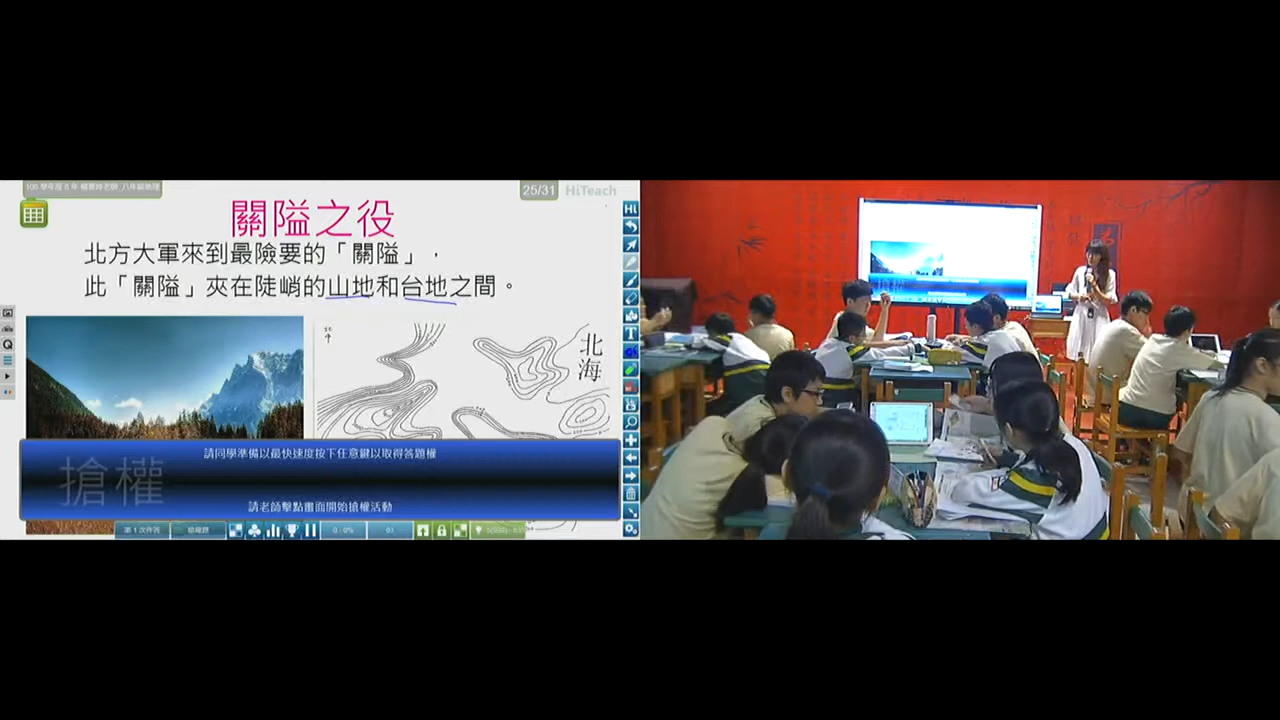 25/31
HiTeach
關隘之役
北方大軍來到最險要的「關隘」，
此「關隘」夾在陡峭的山地和台地之間。
北海
請同學準備以最快速度按下任意鍵以取得答題權
搶權
請老師擊點畫面開始搶權活動